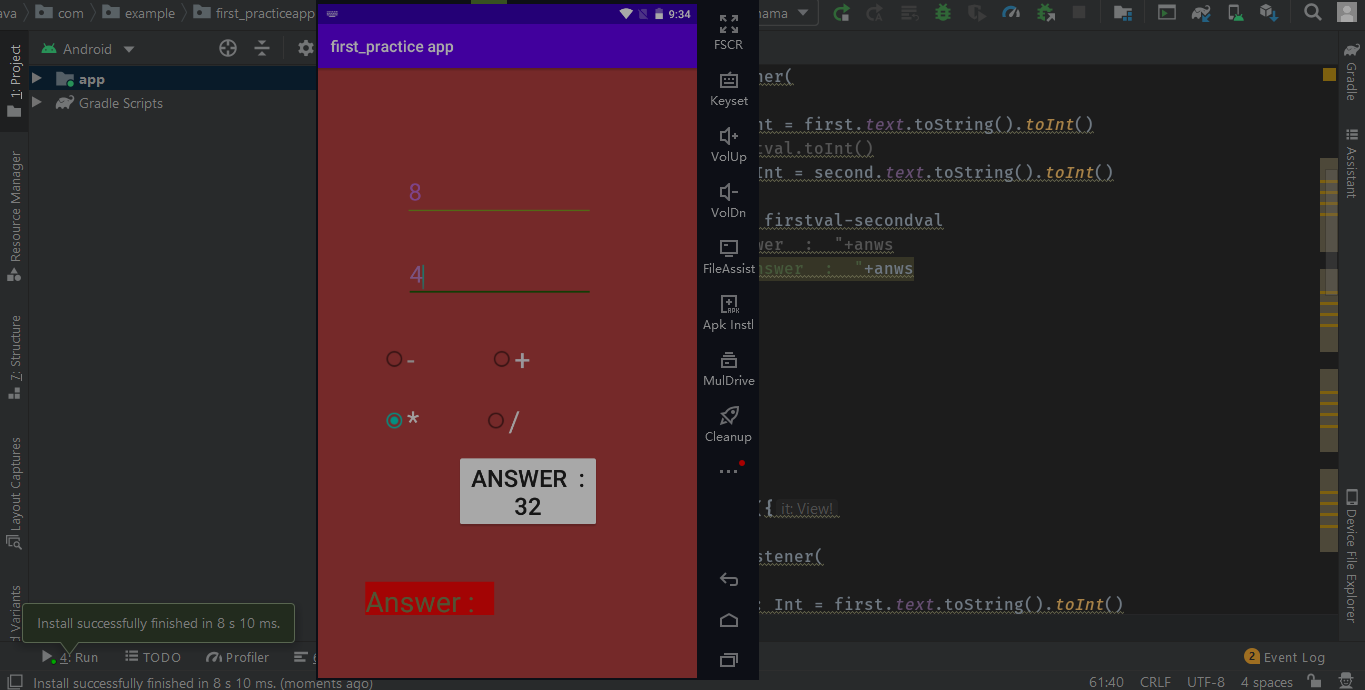 ava com example first_practiceapp
nama
9:34
first_practice app
Android
app
Gradle Scripts
1: Project
Resource Manager
Z: Structure
Layout Captures
d Variants
8
4
-
+
*
/
ANSWER :
32
Answer :
FSCR
Keyset
VolUp
VolDn
FileAssist
Apk Instl
MulDrive
Cleanup
ner(
nt = first.text.toString().toInt()
tval.toInt()
Int = second.text.toString().toInt()
firstval-secondval
wer : "+anws
nswer : "+anws
({ it: View!
stener(
: Int = first.text.toString().toInt()
Gradle
Assistant
Device File Explorer
Install successfully finished in 8 s 10 ms.
4: Run TODO Profiler 6
2 Event Log
Install successfully finished in 8 s 10 ms. (moments ago)
61:40 CRLF UTF-8 4 spaces